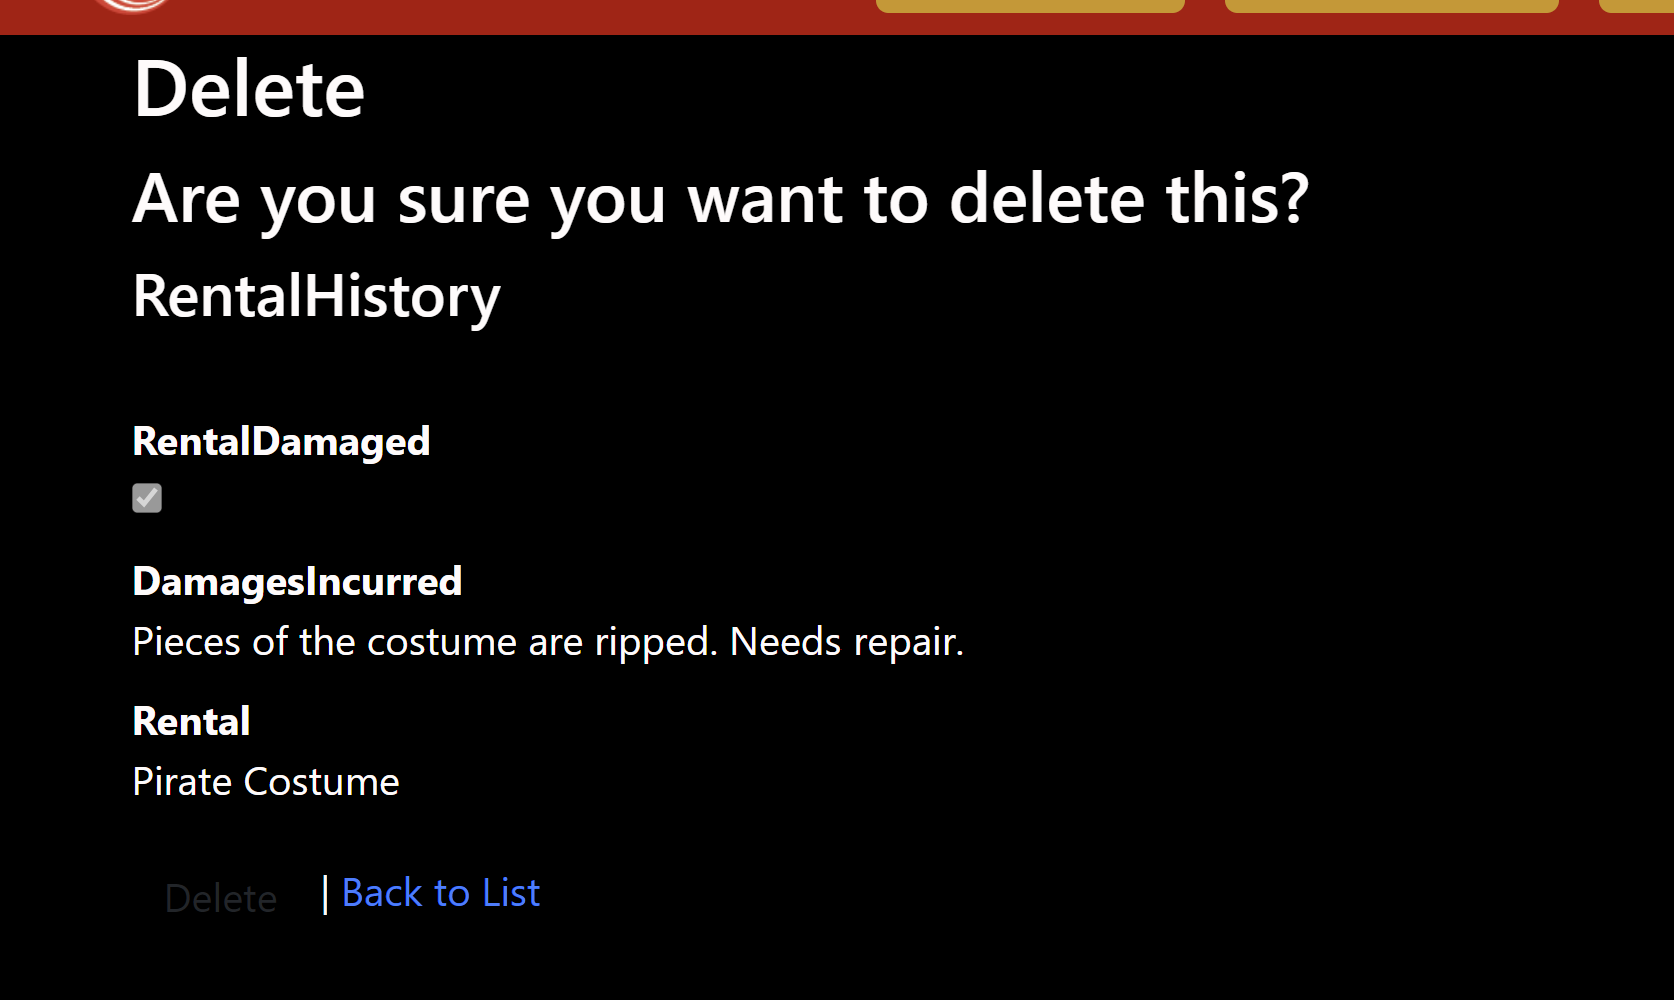 Delete
Are you sure you want to delete this?
RentalHistory
RentalDamaged
DamagesIncurred
Pieces of the costume are ripped. Needs repair.
Rental
Pirate Costume
Delete | Back to List